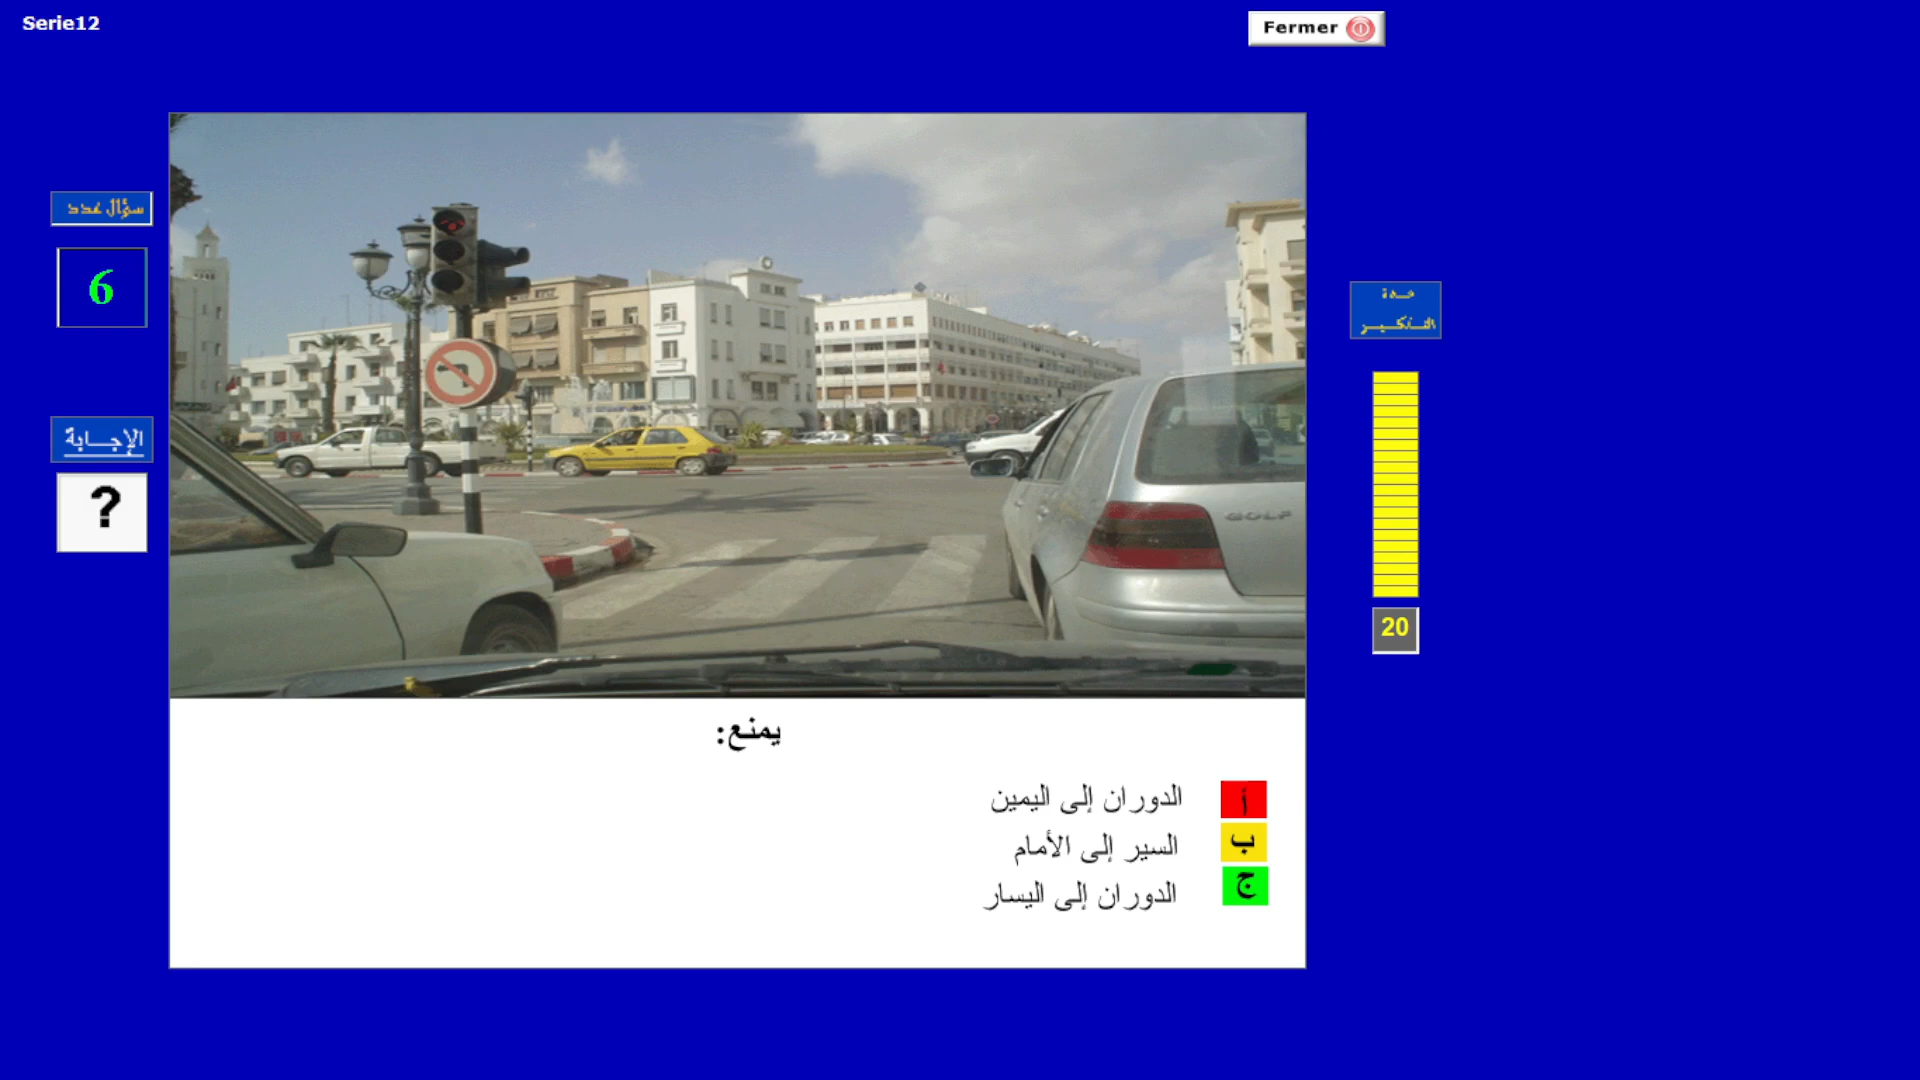 Serie12
Fermer
سؤال عدد
6
الإجابة
?
مدة
التفكير
20
GOLF
يمنع:
أ الدوران إلى اليمين
ب السير إلى الأمام
ج الدوران إلى اليسار